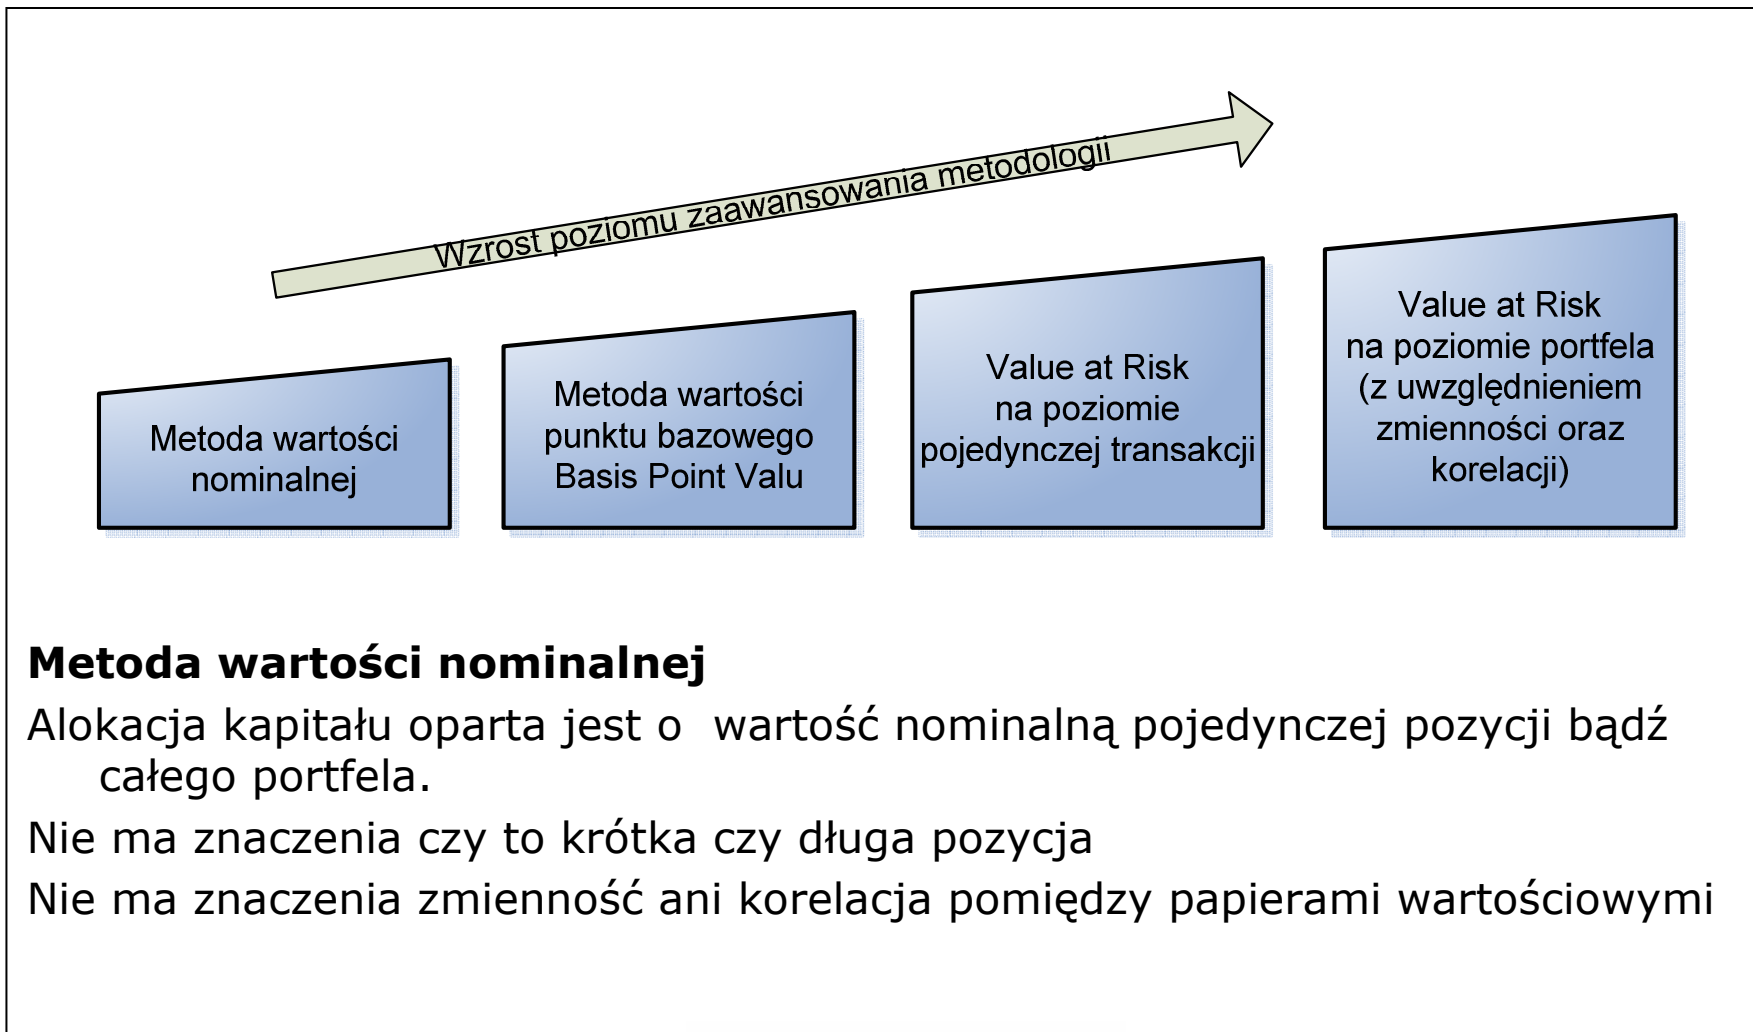 Wzrost poziomu zaawansowania metodologii
Metoda wartości
nominalnej
Metoda wartości
punktu bazowego
Basis Point Valu
Value at Risk
na poziomie
pojedynczej transakcji
Value at Risk
na poziomie portfela
(z uwzględnieniem
zmienności oraz
korelacji)
Metoda wartości nominalnej
Alokacja kapitału oparta jest o  wartość nominalną pojedynczej pozycji bądź
całego portfela.
Nie ma znaczenia czy to krótka czy długa pozycja
Nie ma znaczenia zmienność ani korelacja pomiędzy papierami wartościowymi